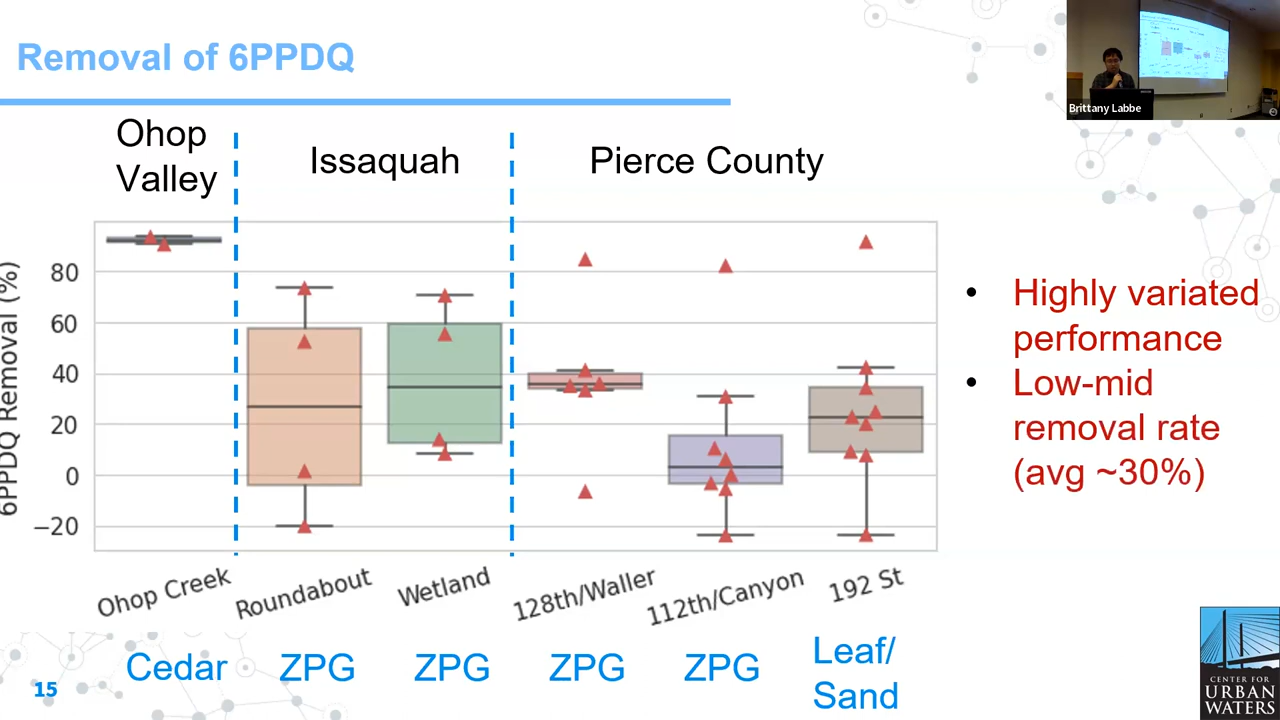 Removal of 6PPDQ
Brittany Labbe
Ohop
Valley
Issaquah
Pierce County
6PPDQ Removal (%)
80
60
40
20
0
−20
Ohop Creek
Roundabout
Wetland
128th/Waller
112th/Canyon
192 St
Cedar
ZPG
ZPG
ZPG
ZPG
Leaf/
Sand
• Highly variated
performance
• Low-mid
removal rate
(avg ~30%)
15
CENTER FOR
URBAN
WATERS